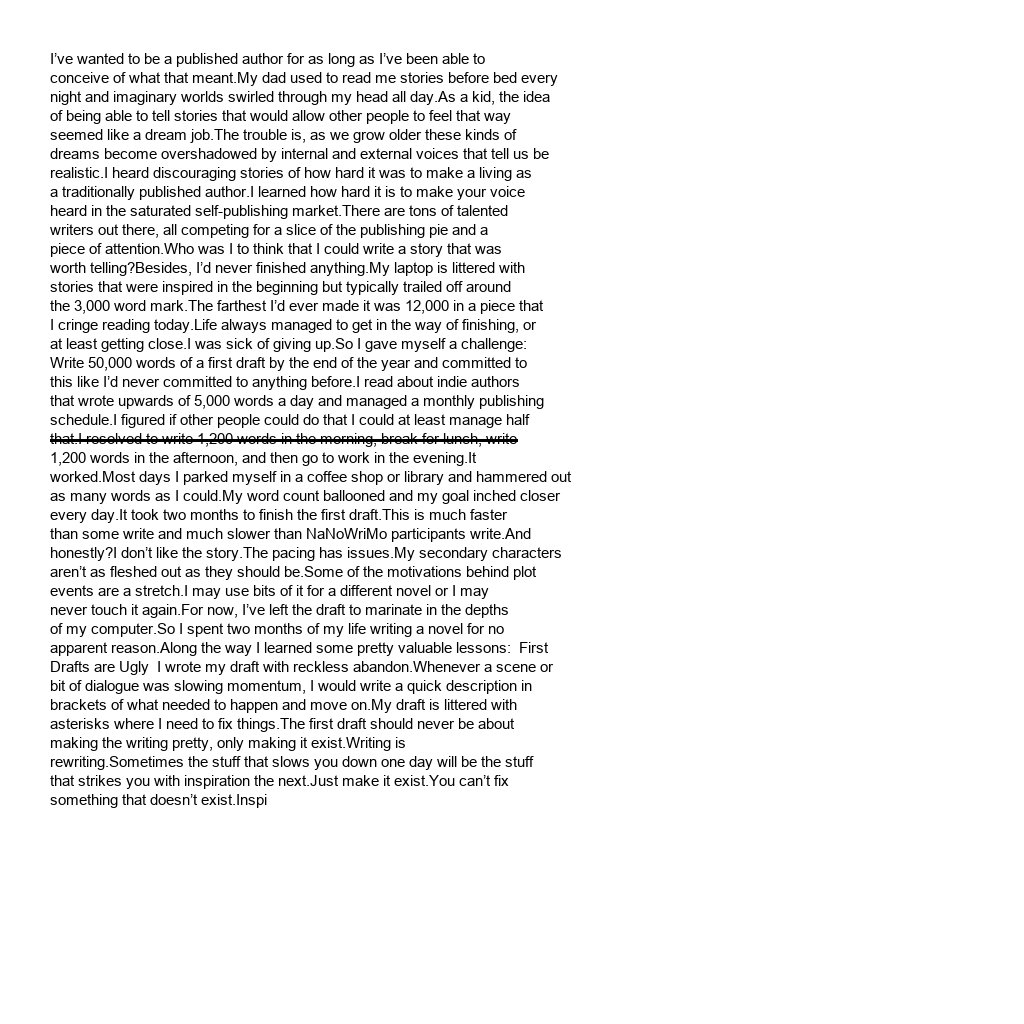 I’ve wanted to be a published author for as long as I’ve been able to
conceive of what that meant.My dad used to read me stories before bed every
night and imaginary worlds swirled through my head all day.As a kid, the idea
of being able to tell stories that would allow other people to feel that way
seemed like a dream job.The trouble is, as we grow older these kinds of
dreams become overshadowed by internal and external voices that tell us be
realistic.I heard discouraging stories of how hard it was to make a living as
a traditionally published author.I learned how hard it is to make your voice
heard in the saturated self-publishing market.There are tons of talented
writers out there, all competing for a slice of the publishing pie and a
piece of attention.Who was I to think that I could write a story that was
worth telling?Besides, I’d never finished anything.My laptop is littered with
stories that were inspired in the beginning but typically trailed off around
the 3,000 word mark.The farthest I’d ever made it was 12,000 in a piece that
I cringe reading today.Life always managed to get in the way of finishing, or
at least getting close.I was sick of giving up.So I gave myself a challenge:
Write 50,000 words of a first draft by the end of the year and committed to
this like I’d never committed to anything before.I read about indie authors
that wrote upwards of 5,000 words a day and managed a monthly publishing
schedule.I figured if other people could do that I could at least manage half
that.I resolved to write 1,200 words in the morning, break for lunch, write
1,200 words in the afternoon, and then go to work in the evening.It
worked.Most days I parked myself in a coffee shop or library and hammered out
as many words as I could.My word count ballooned and my goal inched closer
every day.It took two months to finish the first draft.This is much faster
than some write and much slower than NaNoWriMo participants write.And
honestly?I don’t like the story.The pacing has issues.My secondary characters
aren’t as fleshed out as they should be.Some of the motivations behind plot
events are a stretch.I may use bits of it for a different novel or I may
never touch it again.For now, I’ve left the draft to marinate in the depths
of my computer.So I spent two months of my life writing a novel for no
apparent reason.Along the way I learned some pretty valuable lessons:  First
Drafts are Ugly  I wrote my draft with reckless abandon.Whenever a scene or
bit of dialogue was slowing momentum, I would write a quick description in
brackets of what needed to happen and move on.My draft is littered with
asterisks where I need to fix things.The first draft should never be about
making the writing pretty, only making it exist.Writing is
rewriting.Sometimes the stuff that slows you down one day will be the stuff
that strikes you with inspiration the next.Just make it exist.You can’t fix
something that doesn’t exist.Inspi